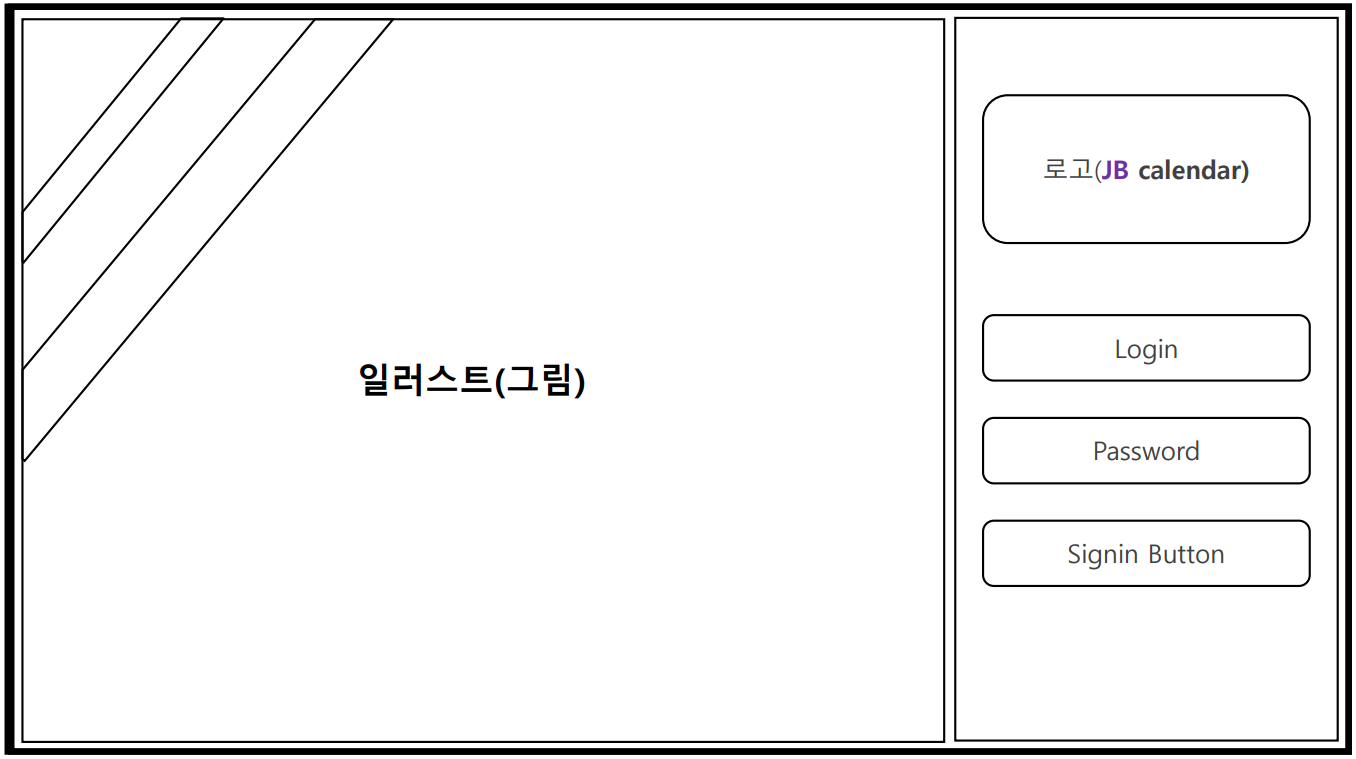 일러스트(그림)
로고(JB calendar)
Login
Password
Signin Button